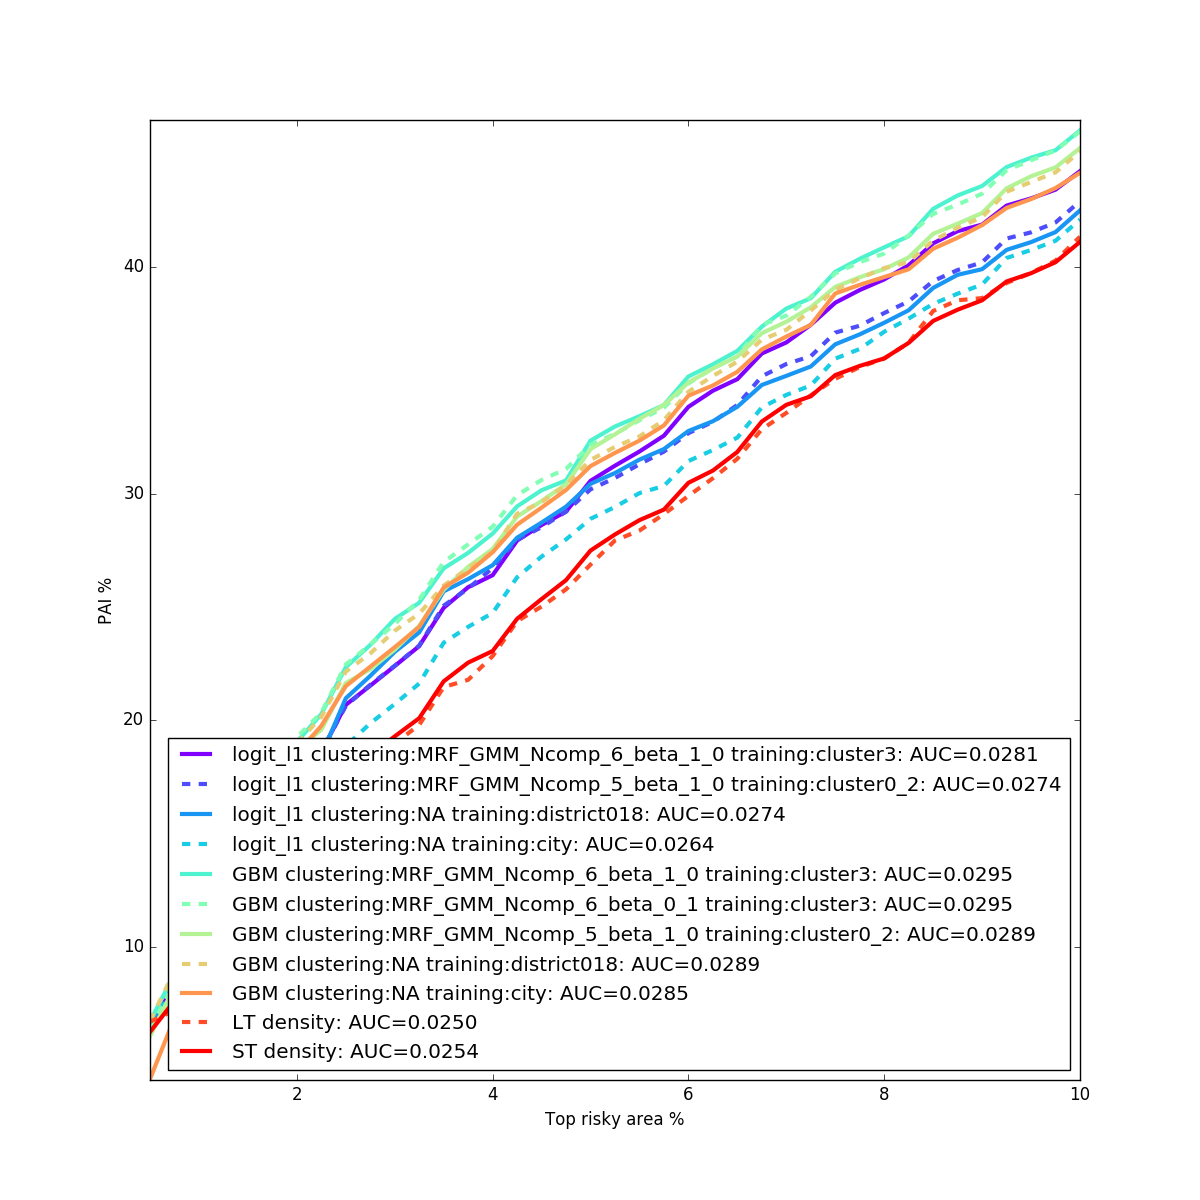 40
30
20
10
PAI %
logit_l1 clustering:MRF_GMM_Ncomp_6_beta_1_0 training:cluster3: AUC=0.0281
logit_l1 clustering:MRF_GMM_Ncomp_5_beta_1_0 training:cluster0_2: AUC=0.0274
logit_l1 clustering:NA training:district018: AUC=0.0274
logit_l1 clustering:NA training:city: AUC=0.0264
GBM clustering:MRF_GMM_Ncomp_6_beta_1_0 training:cluster3: AUC=0.0295
GBM clustering:MRF_GMM_Ncomp_6_beta_0_1 training:cluster3: AUC=0.0295
GBM clustering:MRF_GMM_Ncomp_5_beta_1_0 training:cluster0_2: AUC=0.0289
GBM clustering:NA training:district018: AUC=0.0289
GBM clustering:NA training:city: AUC=0.0285
LT density: AUC=0.0250
ST density: AUC=0.0254
2 4 6 8 10
Top risky area %